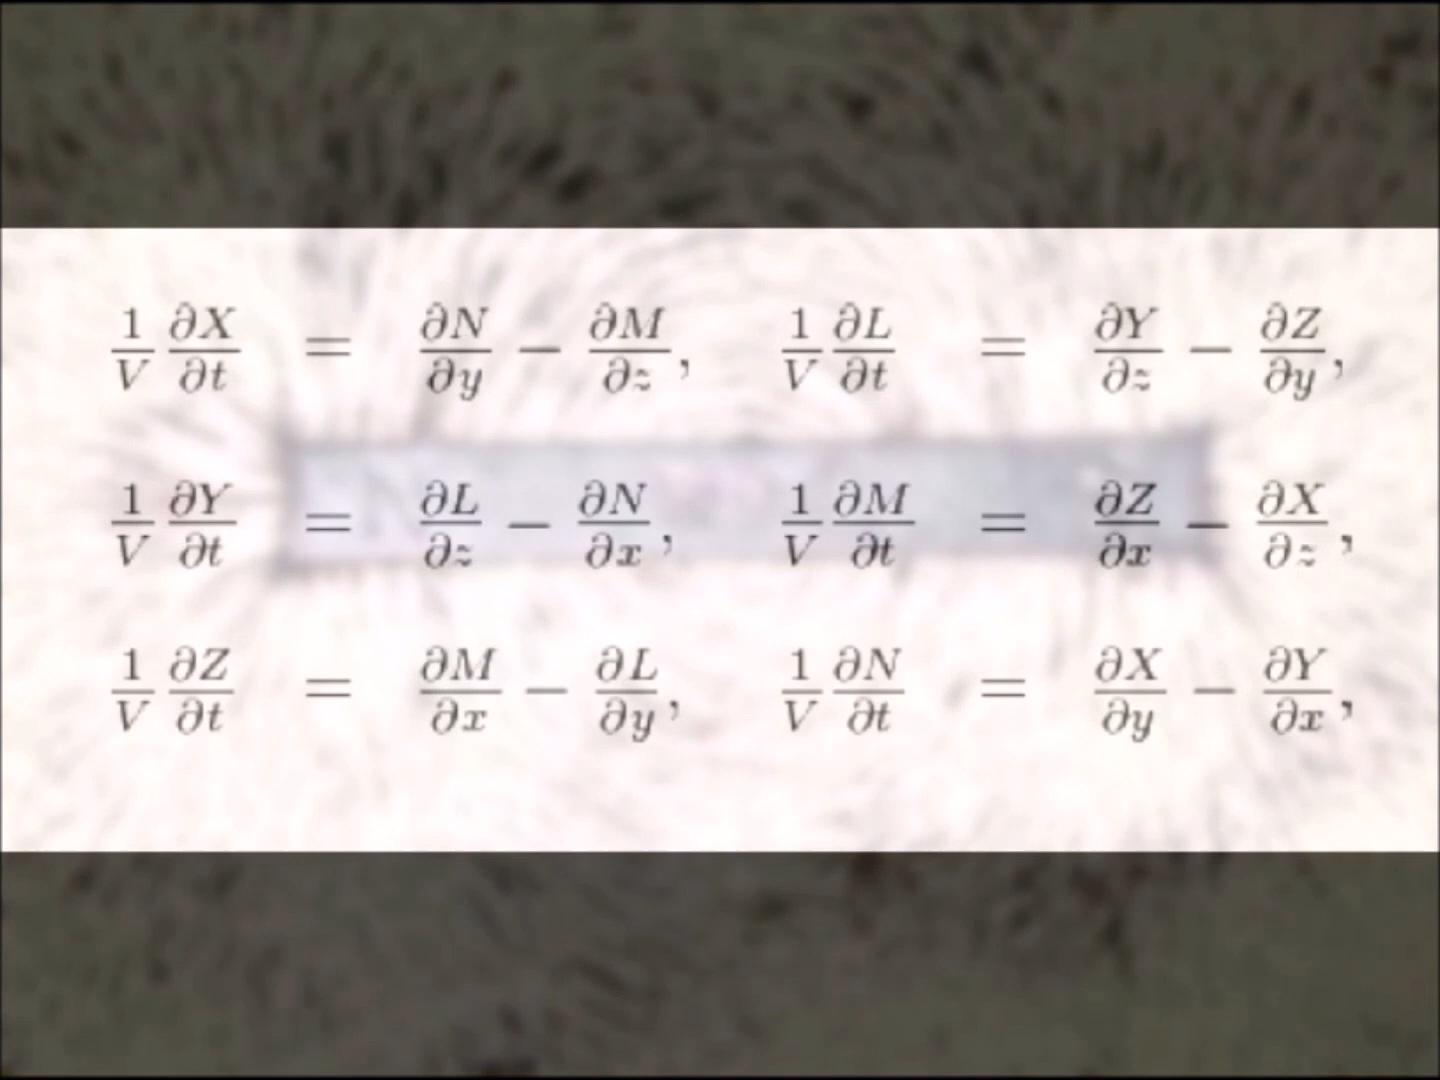 1/V ∂X/∂t = ∂N/∂y − ∂M/∂z, 1/V ∂L/∂t = ∂Y/∂z − ∂Z/∂y,
1/V ∂Y/∂t = ∂L/∂z − ∂N/∂x, 1/V ∂M/∂t = ∂Z/∂x − ∂X/∂z,
1/V ∂Z/∂t = ∂M/∂x − ∂L/∂y, 1/V ∂N/∂t = ∂X/∂y − ∂Y/∂x,